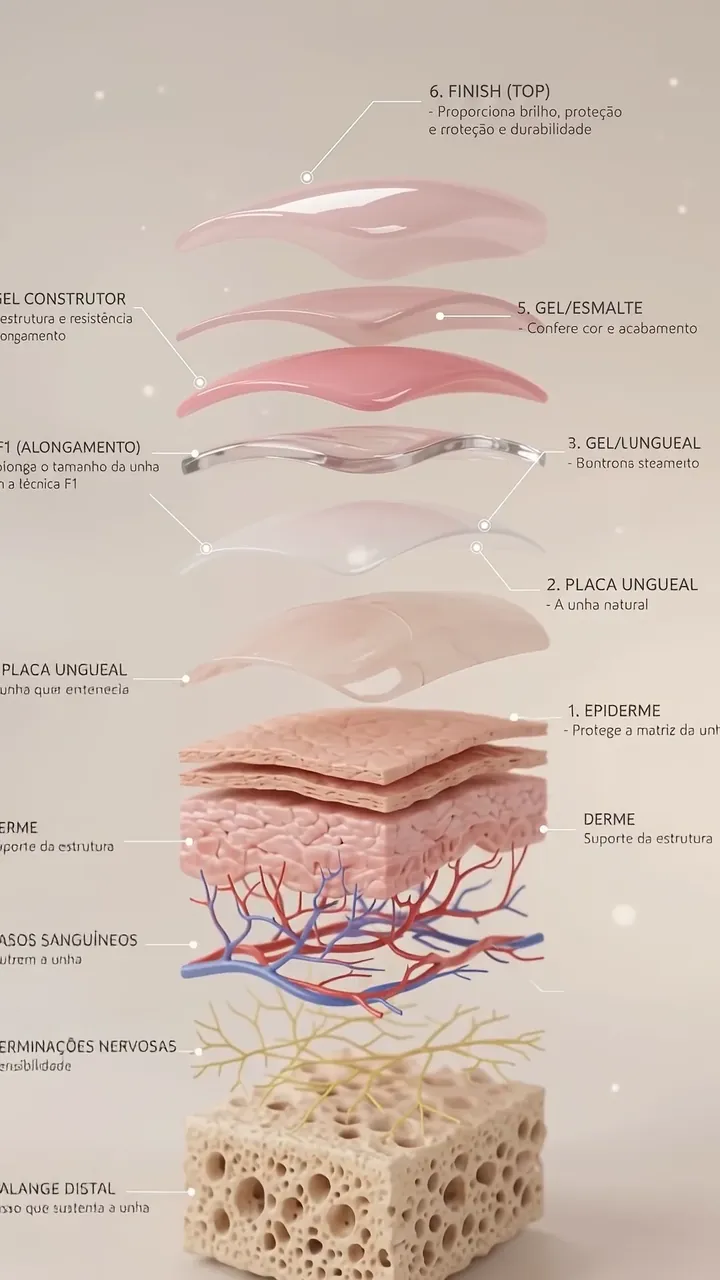 6. FINISH (TOP)
- Proporciona brilho, proteção
e rroteção e durabilidade
GEL CONSTRUTOR
estrutura e resistência
ongamento
5. GEL/ESMALTE
- Confere cor e acabamento
F1 (ALONGAMENTO)
olonga o tamanho da unha
n a técnica F1
3. GEL/LUNGUEAL
- Bontrons steameito
2. PLACA UNGUEAL
- A unha natural
PLACA UNGUEAL
unha quer entenecia
1. EPIDERME
- Protege a matriz da unh
ERME
uporte da estrutura
DERME
Suporte da estrutura
ASOS SANGUÍNEOS
utrem a unha
ERMINAÇÕES NERVOSAS
ensibilidade
ALANGE DISTAL
sso que sustenta a unha